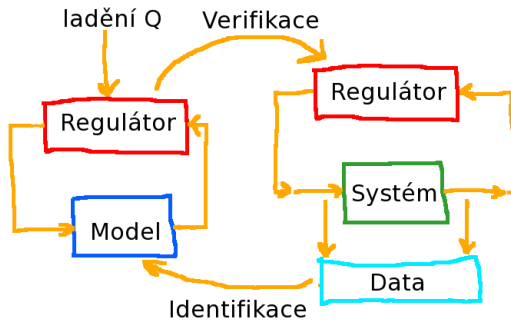 ladění Q
Verifikace
Regulátor
Regulátor
Systém
Model
Data
Identifikace